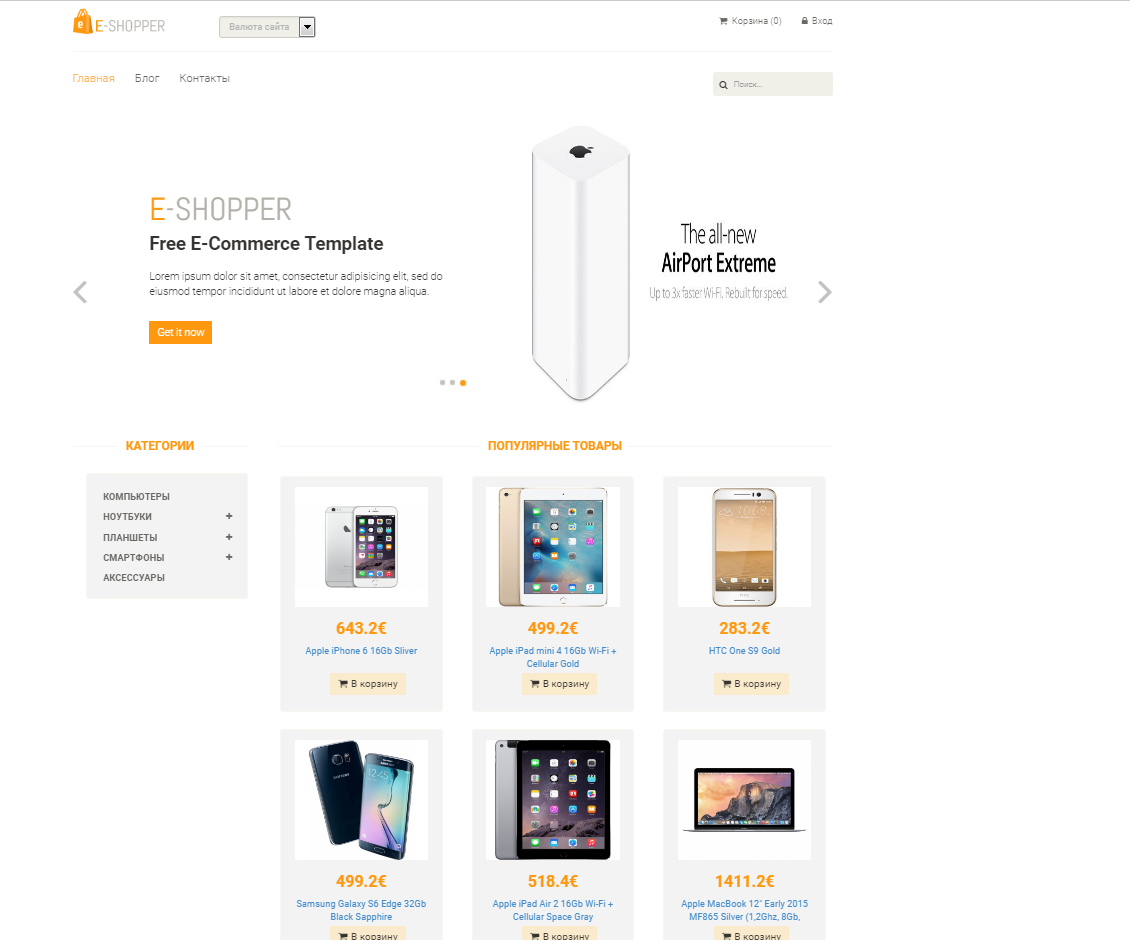 E-SHOPPER
Валюта сайта
Корзина (0)
Вход
Главная
Блог
Контакты
Поиск...
E-SHOPPER
Free E-Commerce Template
Lorem ipsum dolor sit amet, consectetur adipisicing elit, sed do
eiusmod tempor incididunt ut labore et dolore magna aliqua.
Get it now
The all-new
AirPort Extreme
Up to 3x faster Wi-Fi. Rebuilt for speed.
КАТЕГОРИИ
КОМПЬЮТЕРЫ
НОУТБУКИ +
ПЛАНШЕТЫ +
СМАРТФОНЫ +
АКСЕССУАРЫ
ПОПУЛЯРНЫЕ ТОВАРЫ
643.2€
Apple iPhone 6 16Gb Sliver
В корзину
499.2€
Apple iPad mini 4 16Gb Wi-Fi +
Cellular Gold
В корзину
283.2€
HTC One S9 Gold
В корзину
499.2€
Samsung Galaxy S6 Edge 32Gb
Black Sapphire
В корзину
518.4€
Apple iPad Air 2 16Gb Wi-Fi +
Cellular Space Gray
В корзину
1411.2€
Apple MacBook 12" Early 2015
MF865 Silver (1,2Ghz, 8Gb,
В корзину